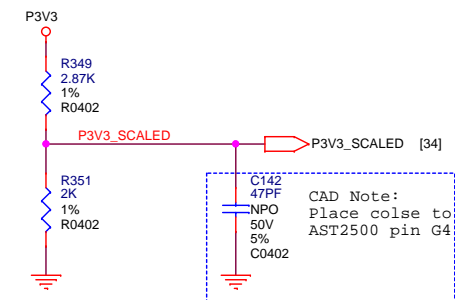 P3V3
R349
2.87K
1%
R0402
P3V3_SCALED
P3V3_SCALED [34]
R351
2K
1%
R0402
C142
47PF
NPO
50V
5%
C0402
CAD Note:
Place colse to
AST2500 pin G4